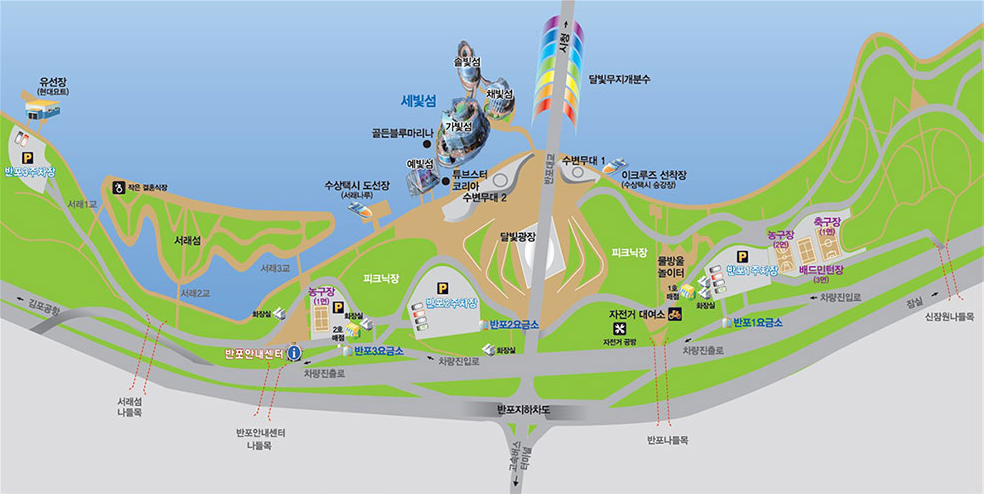 시청
솔빛섬
채빛섬
세빛섬
가빛섬
골든블루마리나
예빛섬
튜브스터
코리아
달빛무지개분수
유선장
(현대요트)
P
반포3주차장
서래1교
작은 결혼식장
서래섬
서래3교
서래2교
수상택시 도선장
(서래나루)
수변무대 2
수변무대 1
반포대교
이크루즈 선착장
(수상택시 승강장)
달빛광장
피크닉장
피크닉장
물방울
놀이터
농구장
(2면)
축구장
(1면)
배드민턴장
(3면)
P
반포1주차장
1호
매점
화장실
P
반포2주차장
농구장
(1면)
P
화장실
2호
매점
화장실
반포안내센터
i
반포3요금소
반포2요금소
화장실
자전거 대여소
자전거 공방
반포1요금소
차량진입로
차량진출로
차량진입로
차량진출로
잠실
신잠원나들목
김포공항
서래섬
나들목
반포안내센터
나들목
반포지하차도
고속버스
터미널
반포나들목